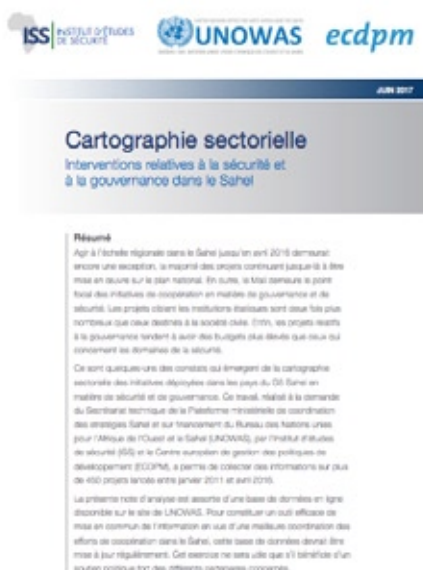 ISS INSTITUT D'ÉTUDES
DE SÉCURITÉ
UNOWAS
ecdpm
JUIN 2017
Cartographie sectorielle
Interventions relatives à la sécurité et
à la gouvernance dans le Sahel
Résumé
Agir à l'échelle régionale dans le Sahel jusqu'en avril 2016 demeurait
encore une exception, la majorité des projets continuant jusque-là à être
mise en œuvre sur le plan national. En outre, le Mali demeure le point
focal des initiatives de coopération en matière de gouvernance et de
sécurité. Les projets ciblant les institutions étatiques sont deux fois plus
nombreux que ceux destinés à la société civile. Enfin, les projets relatifs
à la gouvernance tendent à avoir des budgets plus élevés que ceux qui
concernent les domaines de la sécurité.
Ce sont quelques-uns des constats qui émergent de la cartographie
sectorielle des initiatives déployées dans les pays du G5 Sahel en
matière de sécurité et de gouvernance. Ce travail, réalisé à la demande
du Secrétariat technique de la Plateforme ministérielle de coordination
des stratégies Sahel et sur financement du Bureau des Nations unies
pour l'Afrique de l'Ouest et le Sahel (UNOWAS), par l'Institut d'études
de sécurité (ISS) et le Centre européen de gestion des politiques de
développement (ECDPM), a permis de collecter des informations sur plus
de 450 projets lancés entre janvier 2011 et avril 2016.
La présente note d'analyse est assortie d'une base de données en ligne
disponible sur le site de UNOWAS. Pour constituer un outil efficace de
mise en commun de l'information en vue d'une meilleure coordination des
efforts de coopération dans le Sahel, cette base de données devrait être
mise à jour régulièrement. Cet exercice ne sera utile que s'il bénéficie d'un
soutien politique fort des différents partenaires concernés.